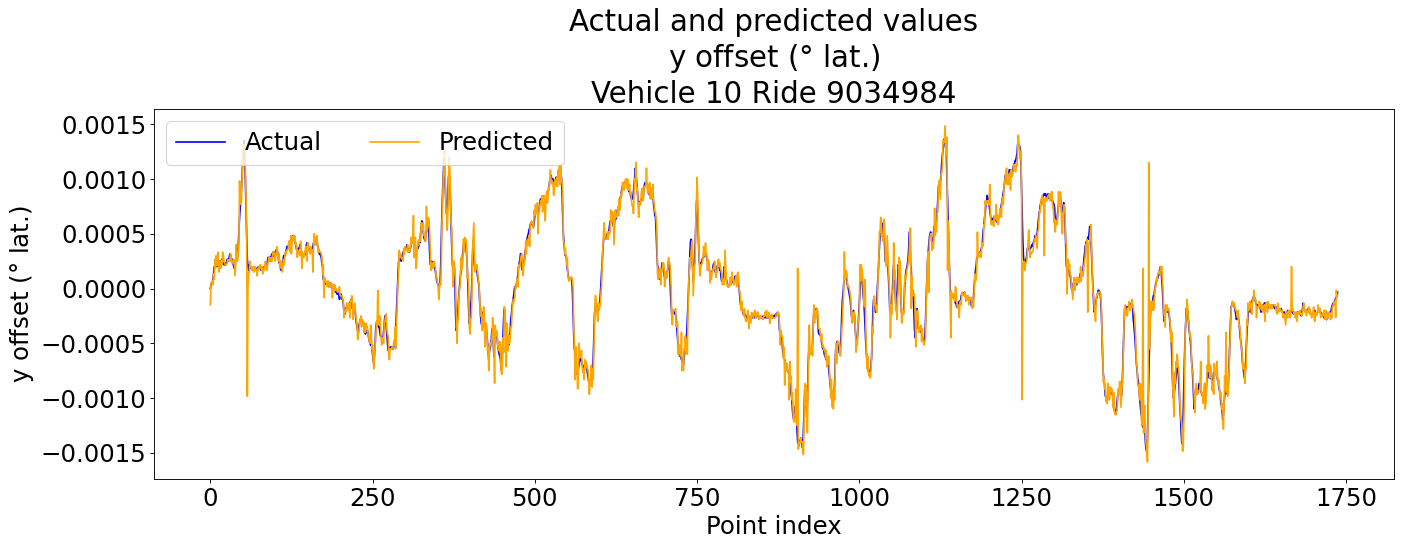 Actual and predicted values
y offset (° lat.)
Vehicle 10 Ride 9034984
Actual Predicted
0.0015
0.0010
0.0005
0.0000
−0.0005
−0.0010
−0.0015
y offset (° lat.)
0 250 500 750 1000 1250 1500 1750
Point index